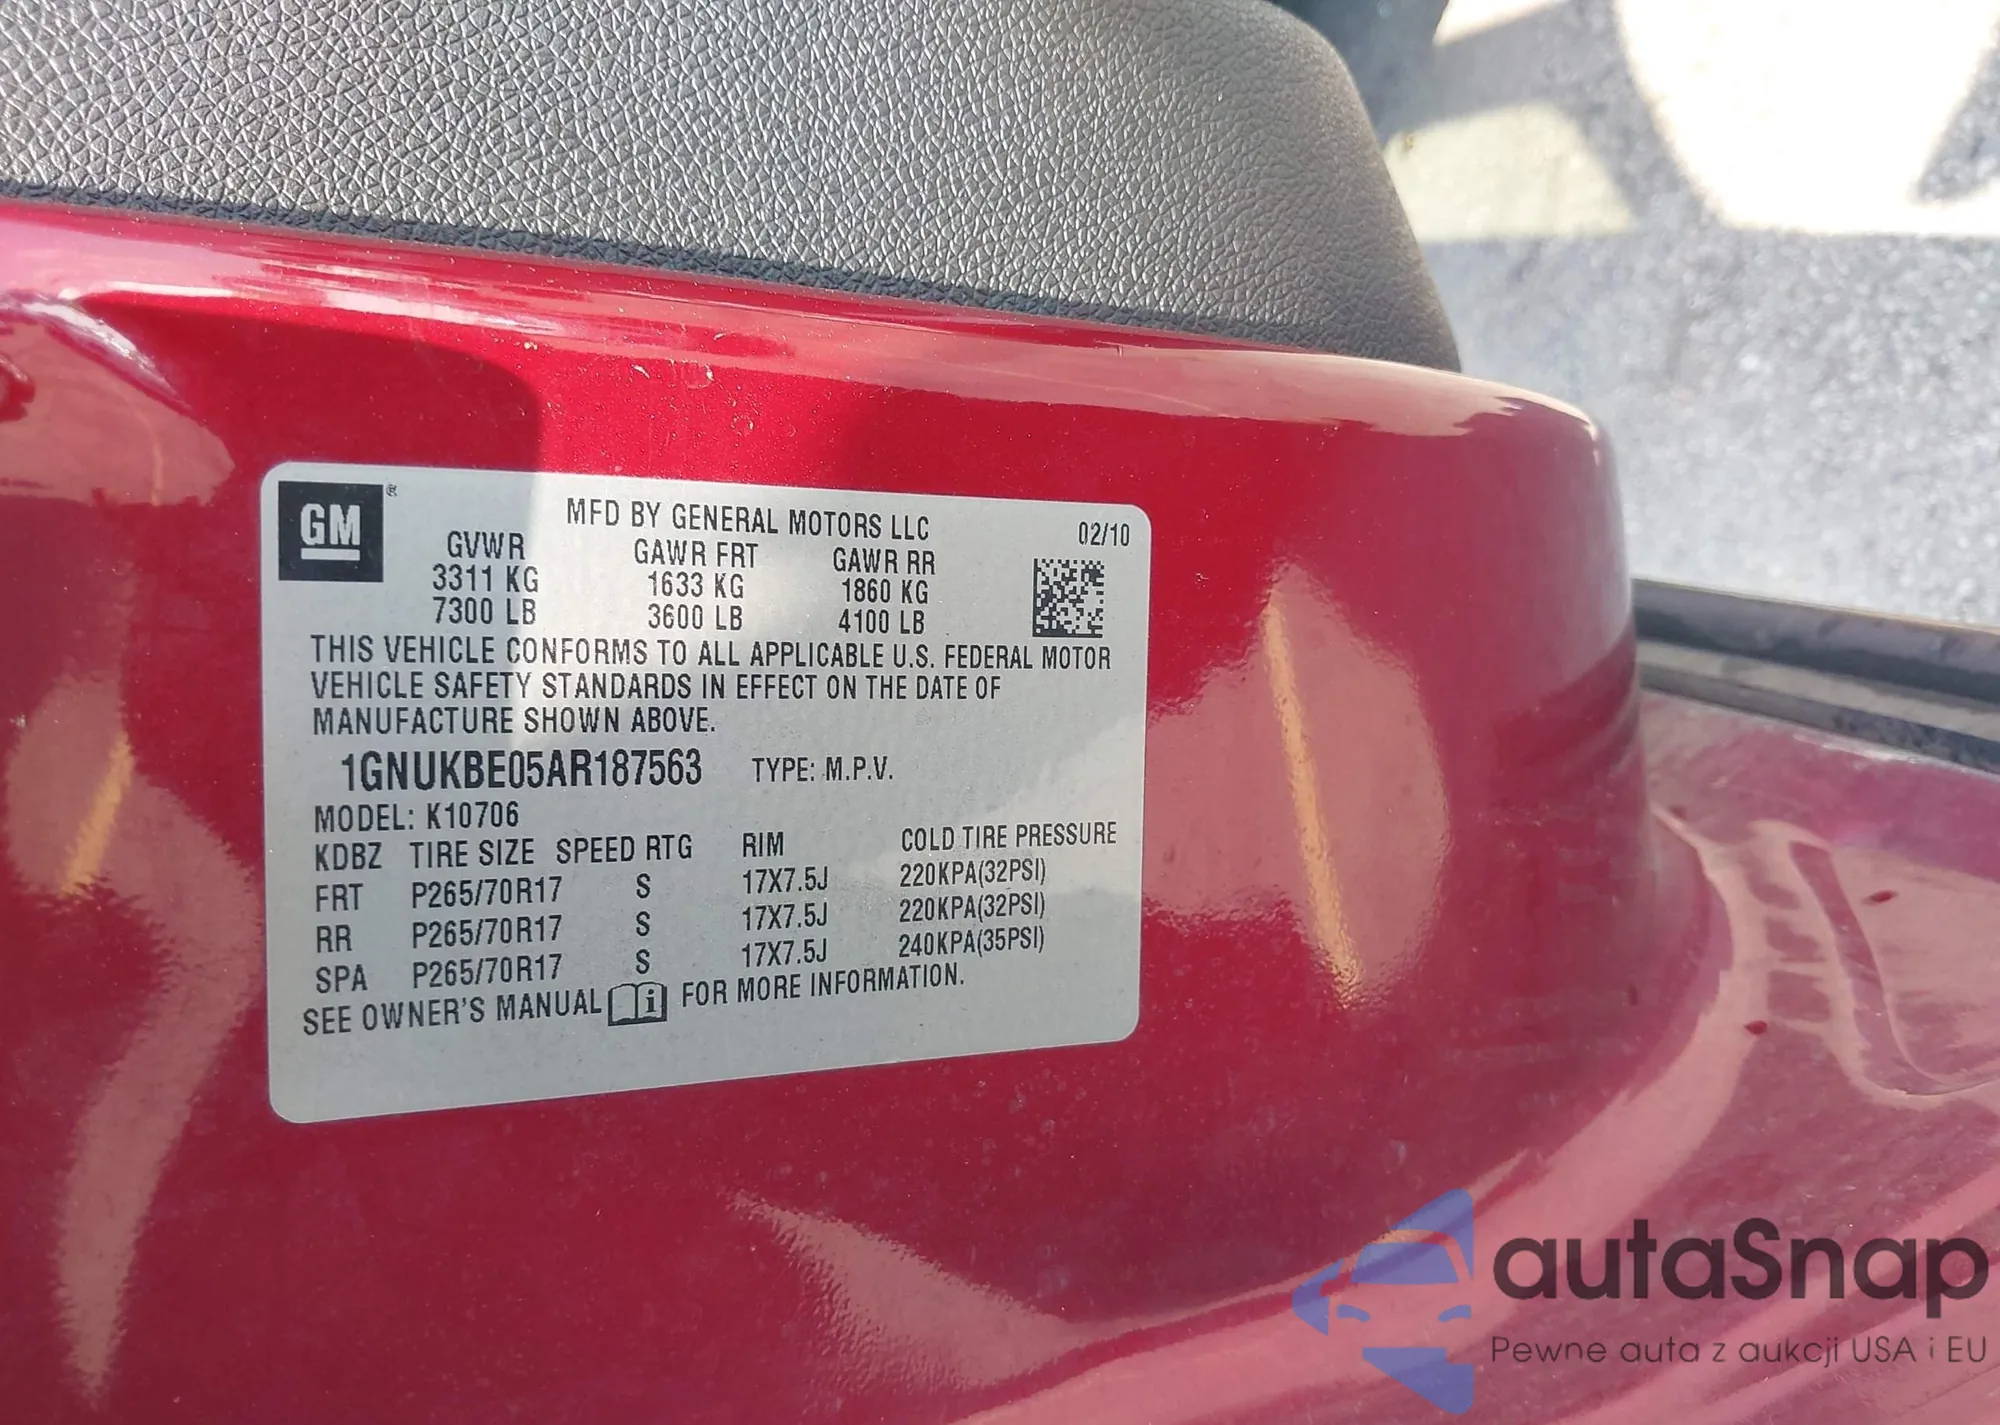 GM ®
MFD BY GENERAL MOTORS LLC 02/10
GVWR GAWR FRT GAWR RR
3311 KG 1633 KG 1860 KG
7300 LB 3600 LB 4100 LB
THIS VEHICLE CONFORMS TO ALL APPLICABLE U.S. FEDERAL MOTOR
VEHICLE SAFETY STANDARDS IN EFFECT ON THE DATE OF
MANUFACTURE SHOWN ABOVE.
1GNUKBE05AR187563 TYPE: M.P.V.
MODEL: K10706
KDBZ TIRE SIZE SPEED RTG RIM COLD TIRE PRESSURE
FRT P265/70R17 S 17X7.5J 220KPA(32PSI)
RR P265/70R17 S 17X7.5J 220KPA(32PSI)
SPA P265/70R17 S 17X7.5J 240KPA(35PSI)
SEE OWNER'S MANUAL i FOR MORE INFORMATION.
autaSnap
Pewne auta z aukcji USA i EU